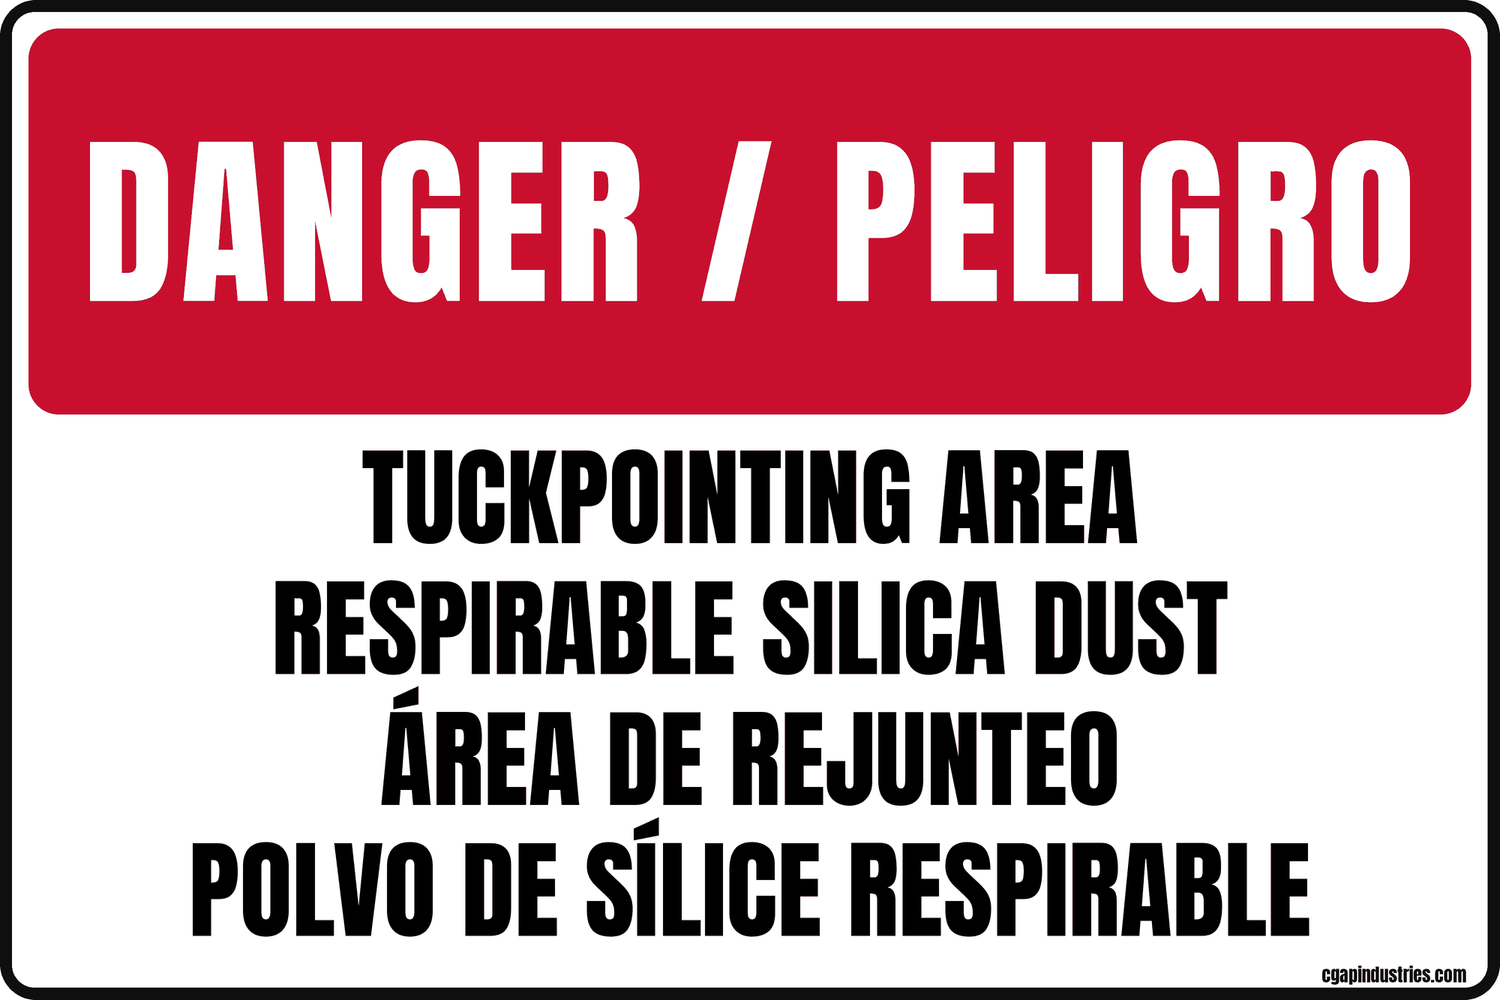 DANGER / PELIGRO
TUCKPOINTING AREA
RESPIRABLE SILICA DUST
ÁREA DE REJUNTEO
POLVO DE SÍLICE RESPIRABLE
cgapindustries.com